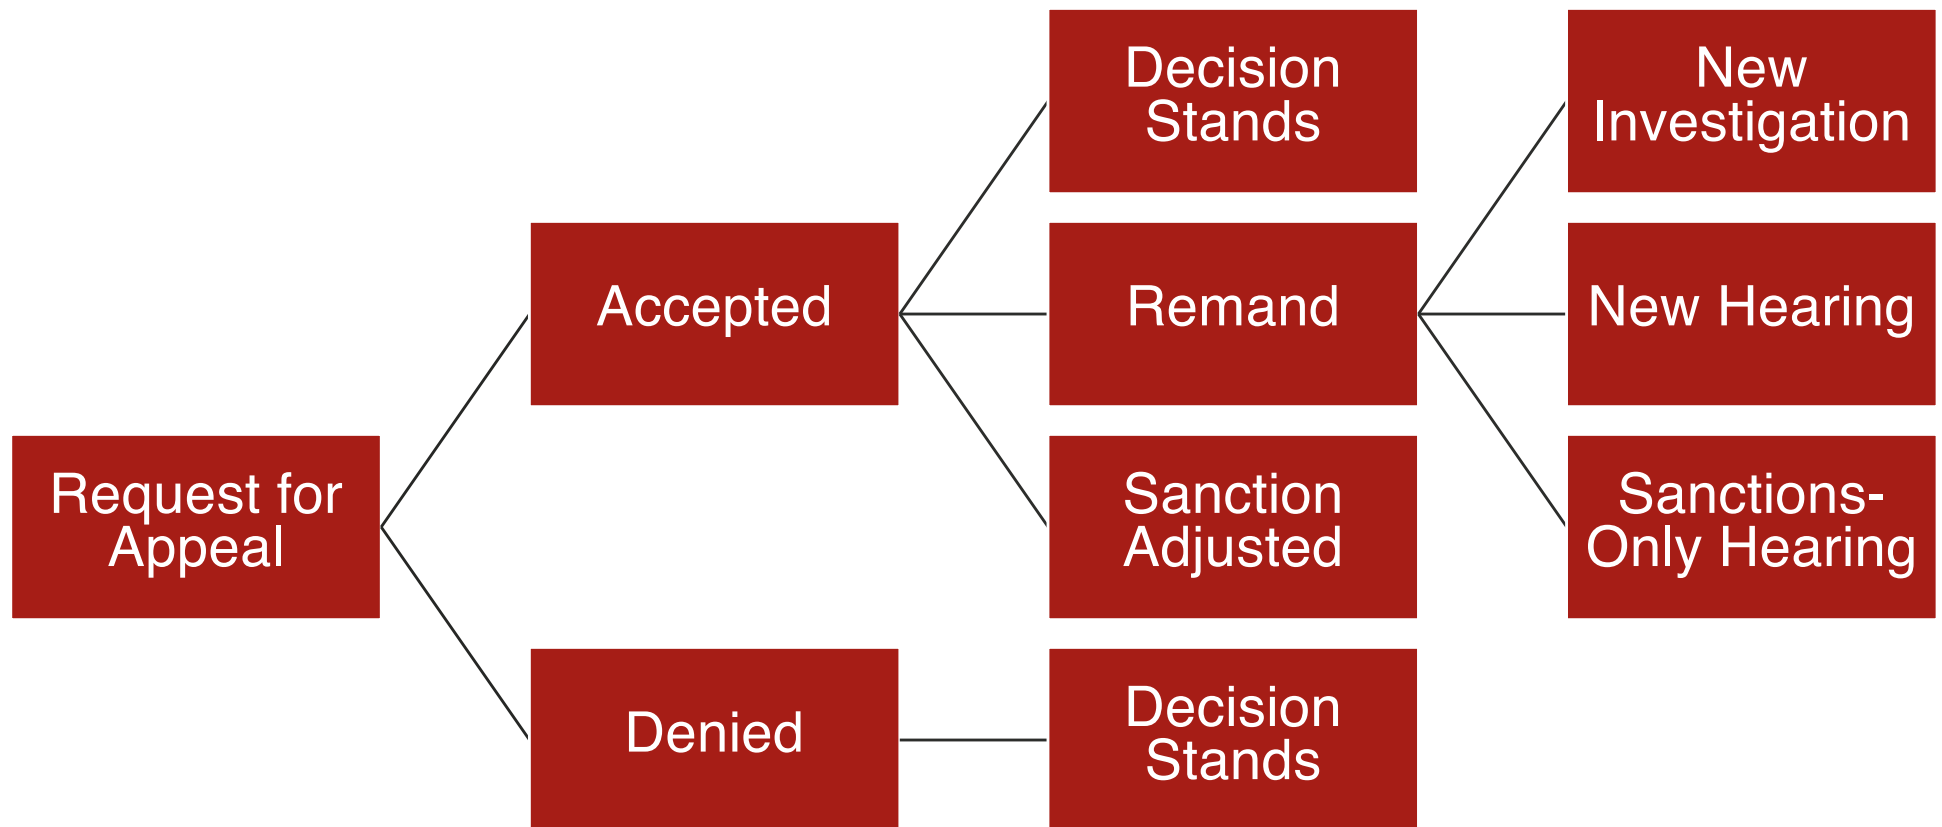 Decision
Stands
New
Investigation
Accepted
Remand
New Hearing
Request for
Appeal
Sanction
Adjusted
Sanctions-
Only Hearing
Denied
Decision
Stands